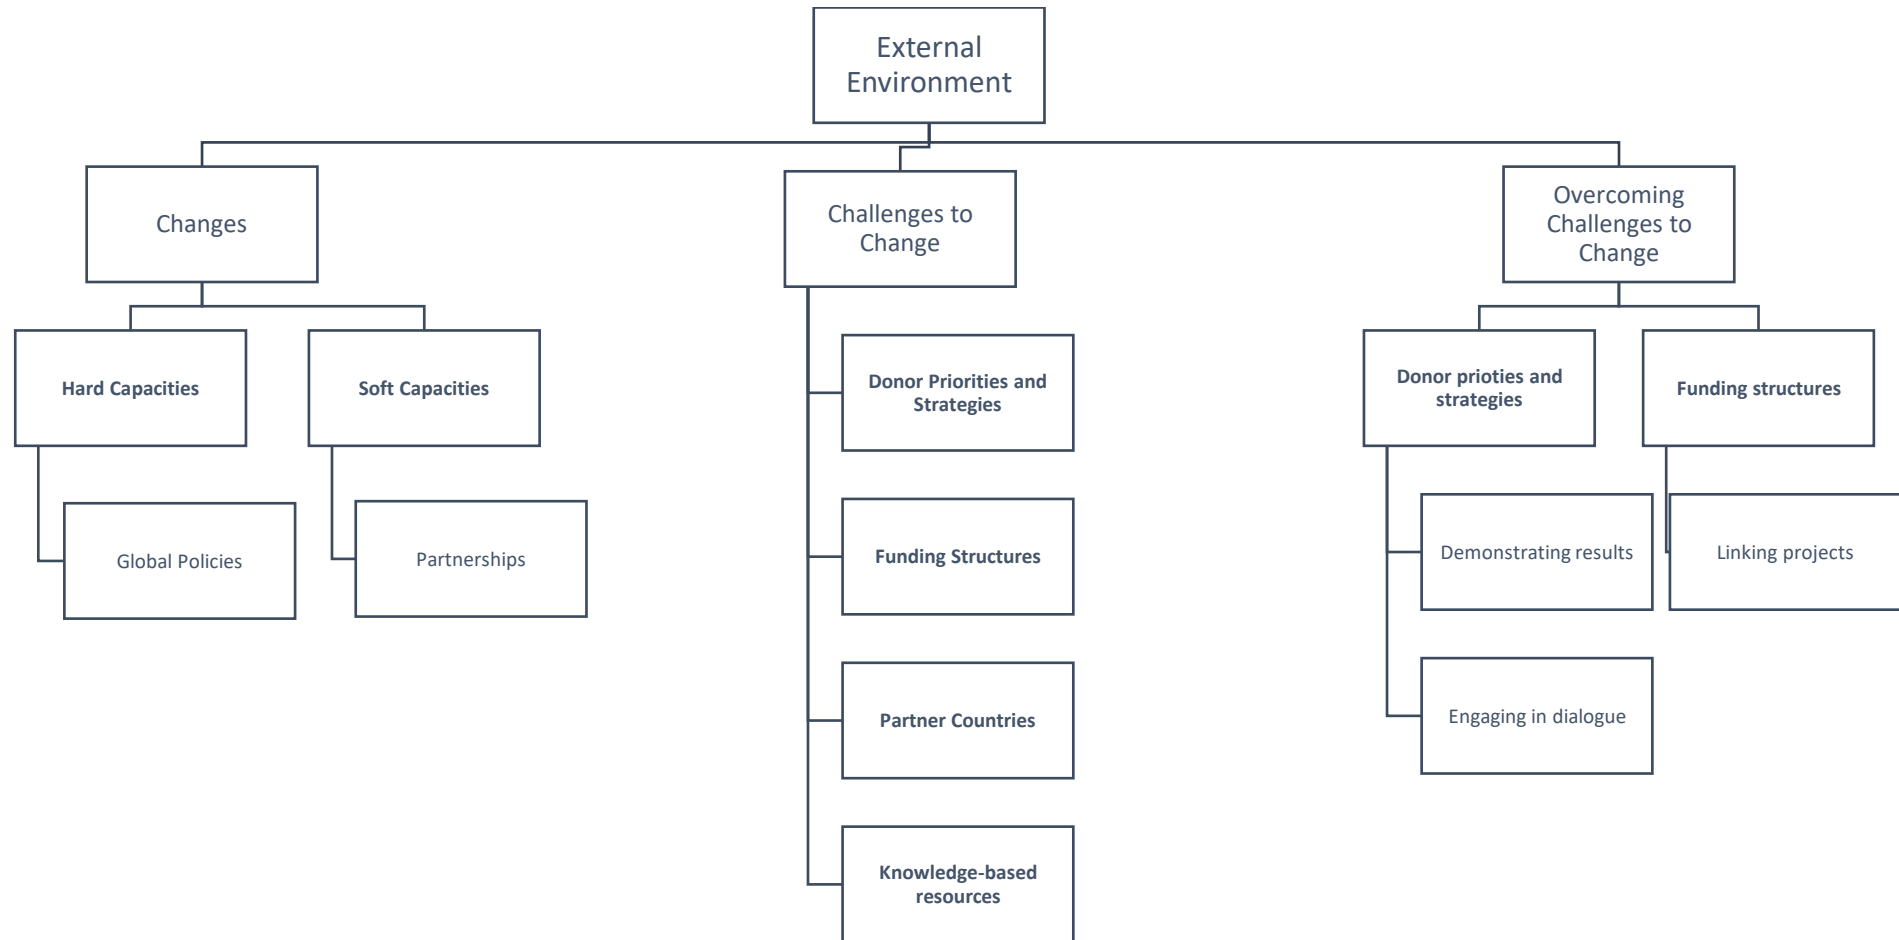 External
Environment
Changes
Challenges to
Change
Overcoming
Challenges to
Change
Hard Capacities
Soft Capacities
Donor Priorities and
Strategies
Donor prioties and
strategies
Funding structures
Global Policies
Partnerships
Funding Structures
Demonstrating results
Linking projects
Partner Countries
Engaging in dialogue
Knowledge-based
resources